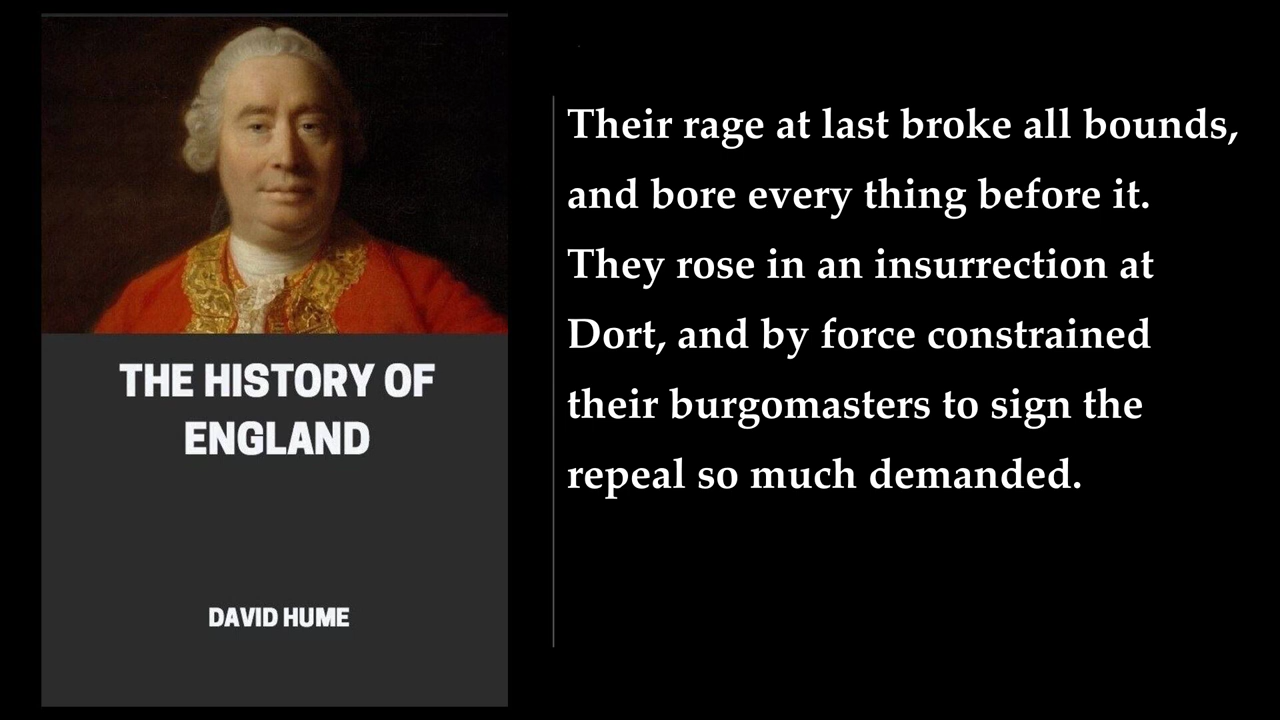 THE HISTORY OF
ENGLAND
DAVID HUME
Their rage at last broke all bounds,
and bore every thing before it.
They rose in an insurrection at
Dort, and by force constrained
their burgomasters to sign the
repeal so much demanded.